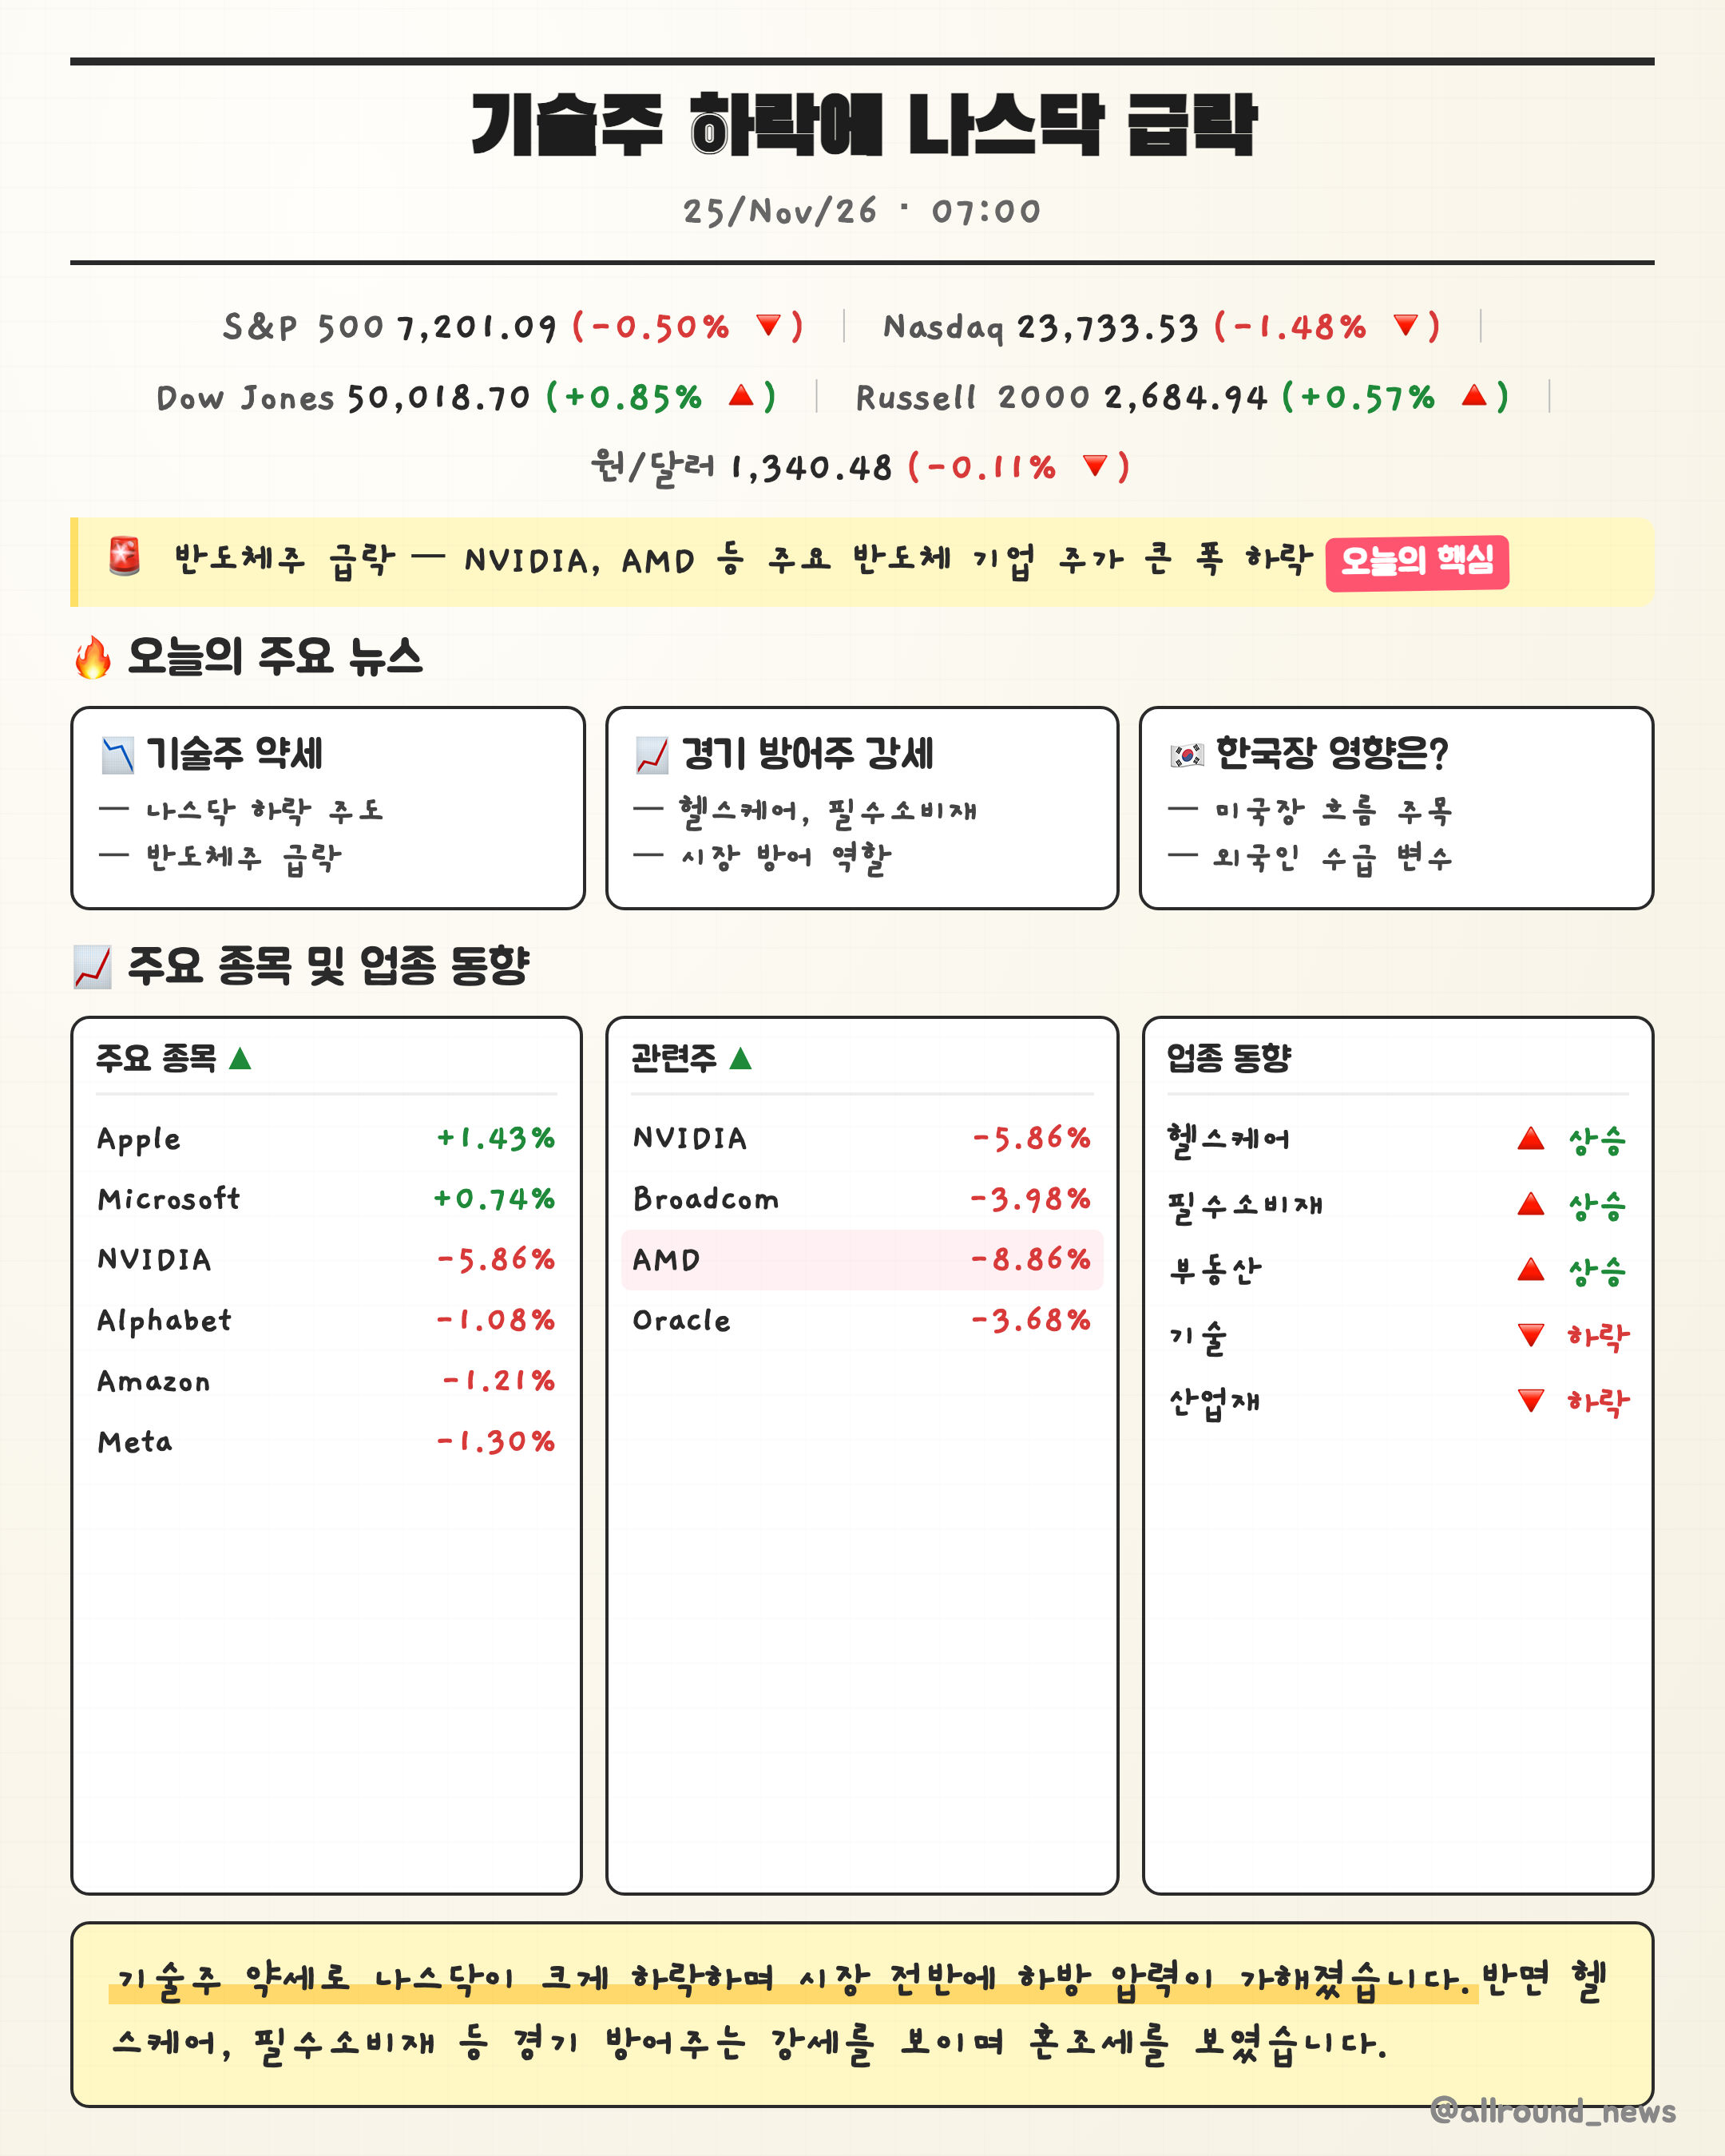 기술주 하락에 나스닥 급락
25/Nov/26 · 07:00
S&P 500 7,201.09 (-0.50% 🔻) | Nasdaq 23,733.53 (-1.48% 🔻) |
Dow Jones 50,018.70 (+0.85% 🔺) | Russell 2000 2,684.94 (+0.57% 🔺) |
원/달러 1,340.48 (-0.11% 🔻)
🚨 반도체주 급락 — NVIDIA, AMD 등 주요 반도체 기업 주가 큰 폭 하락 오늘의 핵심
🔥 오늘의 주요 뉴스
📉 기술주 약세
— 나스닥 하락 주도
— 반도체주 급락
📈 경기 방어주 강세
— 헬스케어, 필수소비재
— 시장 방어 역할
🇰🇷 한국장 영향은?
— 미국장 흐름 주목
— 외국인 수급 변수
📈 주요 종목 및 업종 동향
주요 종목 ▲
Apple +1.43%
Microsoft +0.74%
NVIDIA -5.86%
Alphabet -1.08%
Amazon -1.21%
Meta -1.30%
관련주 ▲
NVIDIA -5.86%
Broadcom -3.98%
AMD -8.86%
Oracle -3.68%
업종 동향
헬스케어 🔺 상승
필수소비재 🔺 상승
부동산 🔺 상승
기술 🔻 하락
산업재 🔻 하락
기술주 약세로 나스닥이 크게 하락하며 시장 전반에 하방 압력이 가해졌습니다. 반면 헬
스케어, 필수소비재 등 경기 방어주는 강세를 보이며 혼조세를 보였습니다.
@allround_news